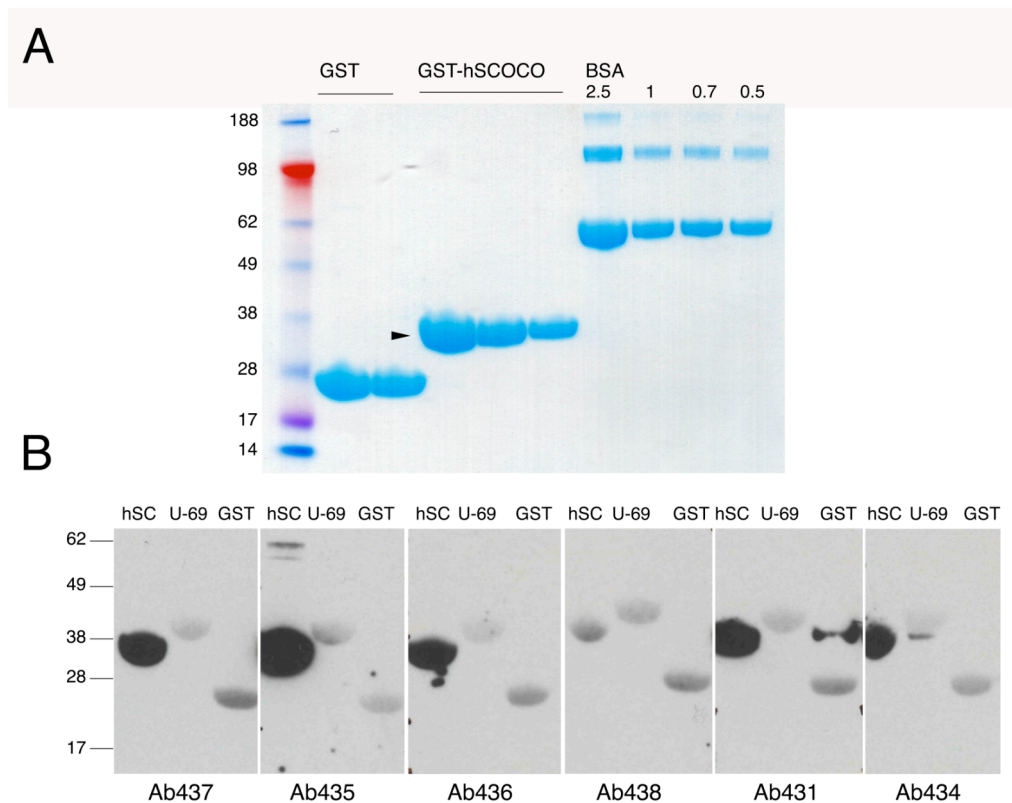 A
GST GST-hSCOCO BSA
2.5 1 0.7 0.5
188
98
62
49
38
28
17
14
B
hSC U-69 GST hSC U-69 GST hSC U-69 GST hSC U-69 GST hSC U-69 GST hSC U-69 GST
62
49
38
28
17
Ab437 Ab435 Ab436 Ab438 Ab431 Ab434